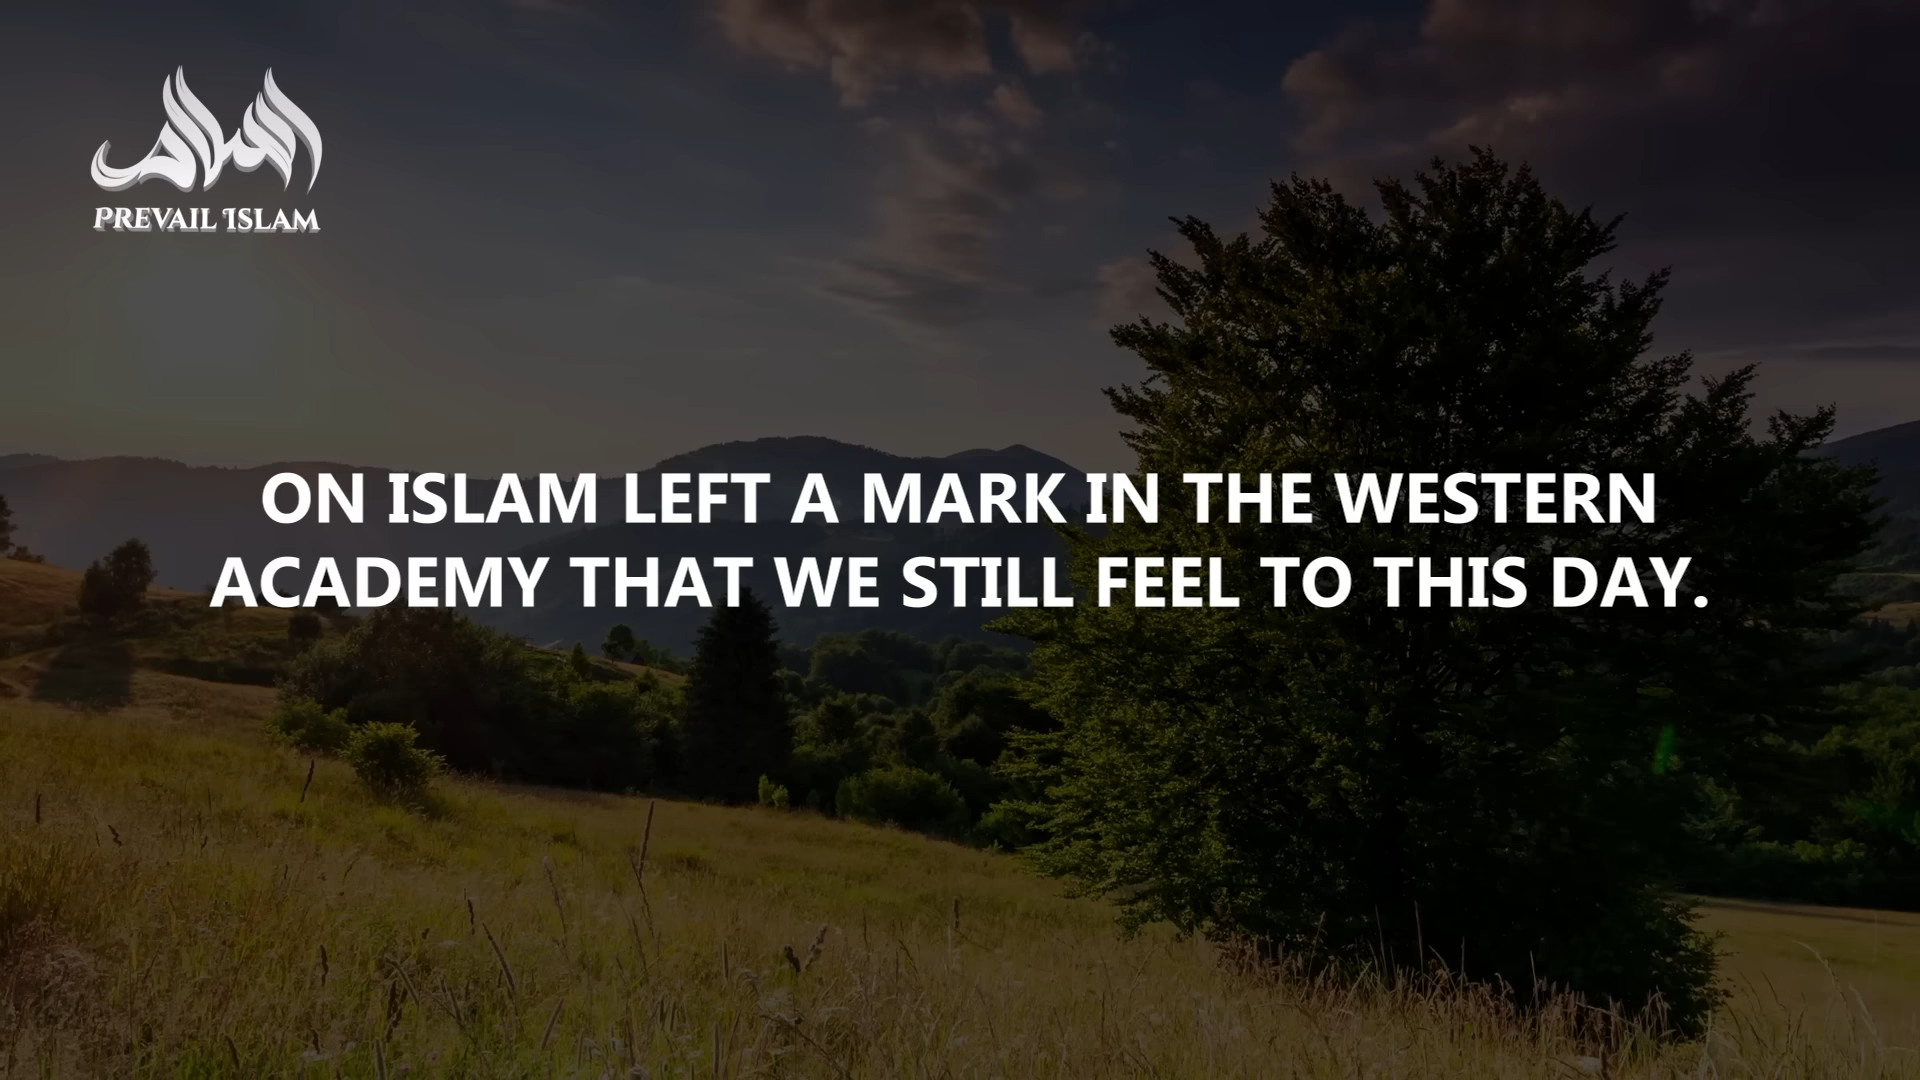 PREVAIL ISLAM
ON ISLAM LEFT A MARK IN THE WESTERN
ACADEMY THAT WE STILL FEEL TO THIS DAY.